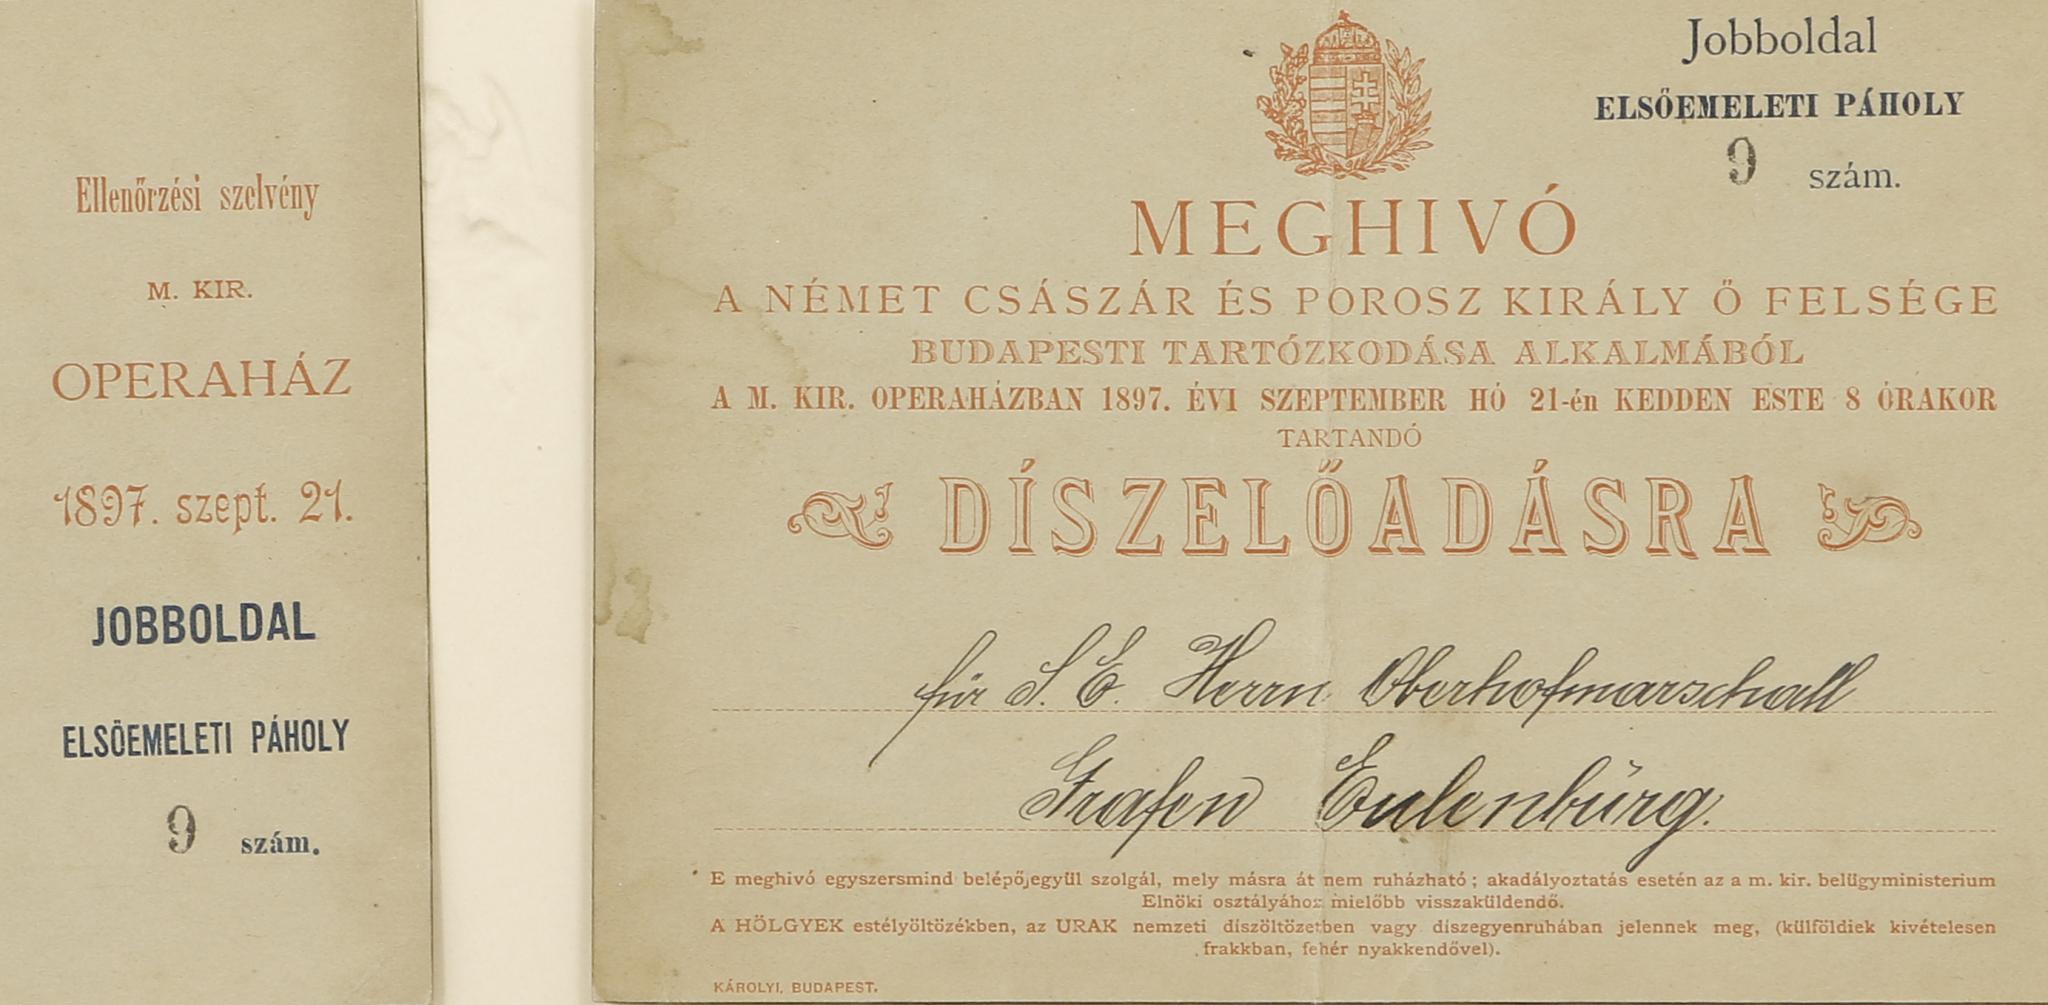 Ellenőrzési szelvény
M. KIR.
OPERAHÁZ
1897. szept. 21.
JOBBOLDAL
ELSŐEMELETI PÁHOLY
9 szám.
Jobboldal
ELSŐEMELETI PÁHOLY
9 szám.
MEGHIVÓ
A NÉMET CSÁSZÁR ÉS POROSZ KIRÁLY Ő FELSÉGE
BUDAPESTI TARTÓZKODÁSA ALKALMÁBÓL
A M. KIR. OPERAHÁZBAN 1897. ÉVI SZEPTEMBER HÓ 21-én KEDDEN ESTE 8 ÓRAKOR
TARTANDÓ
DÍSZELŐADÁSRA
für S. E. Herrn Oberhofmarschall
Grafen Eulenbürg.
E meghivó egyszersmind belépőjegyül szolgál, mely másra át nem ruházható; akadályoztatás esetén az a m. kir. belügyministerium
Elnöki osztályához mielőbb visszaküldendő.
A HÖLGYEK estélyöltözékben, az URAK nemzeti díszöltözetben vagy díszegyenruhában jelennek meg, (külföldiek kivételesen
frakkban, fehér nyakkendővel).
KÁROLYI, BUDAPEST.